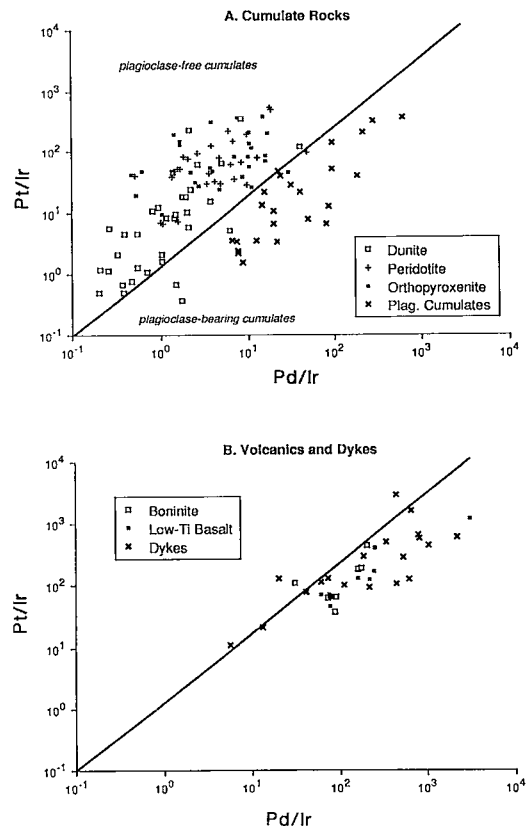 A. Cumulate Rocks
10^4
10^3
10^2
10^1
10^0
10^-1
Pt/Ir
plagioclase-free cumulates
plagioclase-bearing cumulates
Dunite
Peridotite
Orthopyroxenite
Plag. Cumulates
10^-1 10^0 10^1 10^2 10^3 10^4
Pd/Ir
B. Volcanics and Dykes
10^4
10^3
10^2
10^1
10^0
10^-1
Pt/Ir
Boninite
Low-Ti Basalt
Dykes
10^-1 10^0 10^1 10^2 10^3 10^4
Pd/Ir